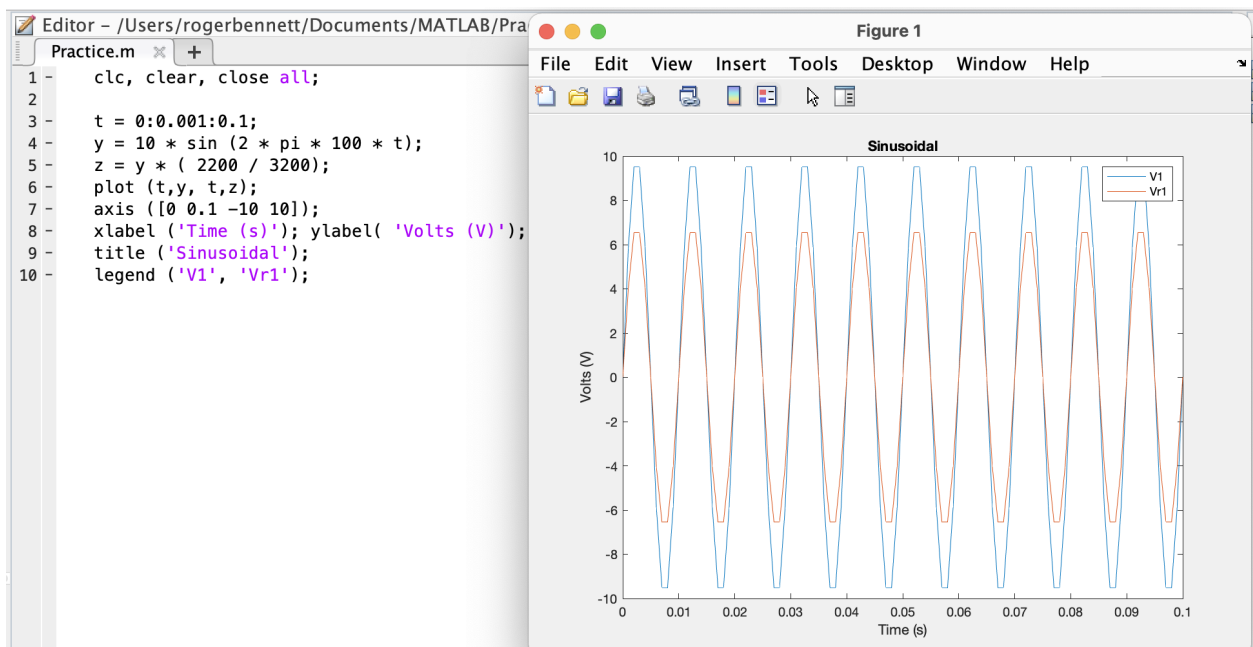 Editor - /Users/rogerbennett/Documents/MATLAB/Pra
Practice.m × +
1 - clc, clear, close all;
2
3 - t = 0:0.001:0.1;
4 - y = 10 * sin (2 * pi * 100 * t);
5 - z = y * ( 2200 / 3200);
6 - plot (t,y, t,z);
7 - axis ([0 0.1 -10 10]);
8 - xlabel ('Time (s)'); ylabel( 'Volts (V)');
9 - title ('Sinusoidal');
10 - legend ('V1', 'Vr1');
Figure 1
File Edit View Insert Tools Desktop Window Help
Sinusoidal
V1
Vr1
Volts (V)
10
8
6
4
2
0
-2
-4
-6
-8
-10
0 0.01 0.02 0.03 0.04 0.05 0.06 0.07 0.08 0.09 0.1
Time (s)